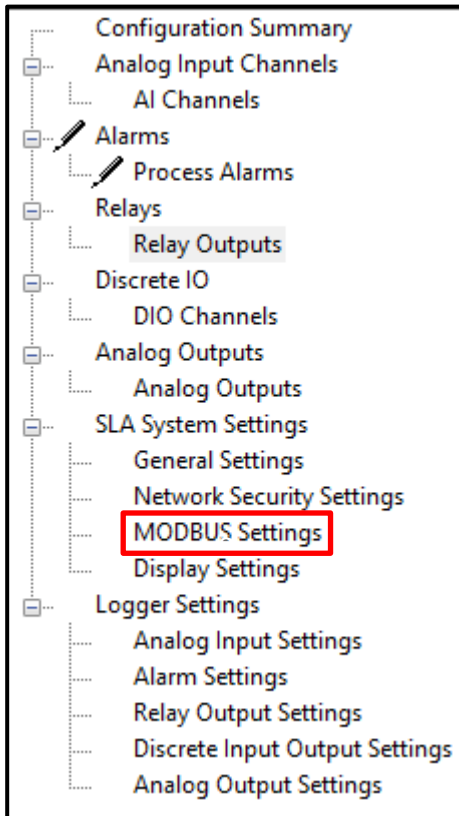 Configuration Summary
Analog Input Channels
AI Channels
Alarms
Process Alarms
Relays
Relay Outputs
Discrete IO
DIO Channels
Analog Outputs
Analog Outputs
SLA System Settings
General Settings
Network Security Settings
MODBUS Settings
Display Settings
Logger Settings
Analog Input Settings
Alarm Settings
Relay Output Settings
Discrete Input Output Settings
Analog Output Settings